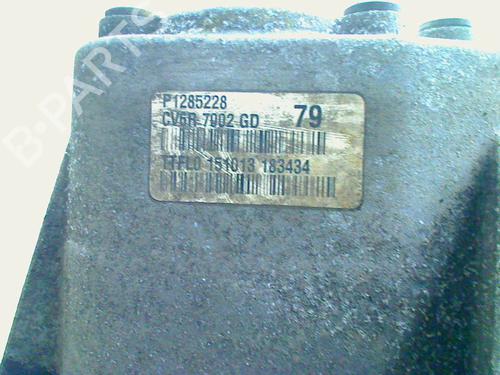 P1285228
CV6R 7002 GD 79
TTFL0 151013 183434
B-PARTS